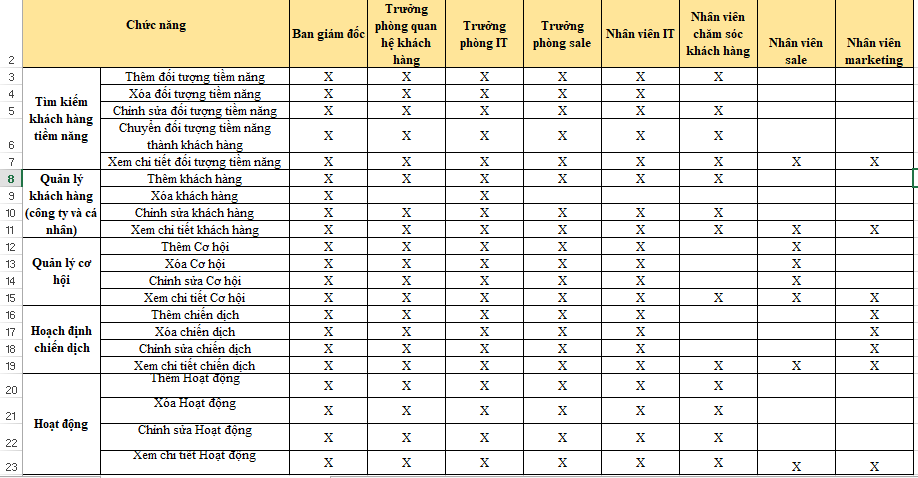 Chức năng Ban giám đốc Trưởng phòng quan hệ khách hàng Trưởng phòng IT Trưởng phòng sale Nhân viên IT Nhân viên chăm sóc khách hàng Nhân viên sale Nhân viên marketing
2
Tìm kiếm khách hàng tiềm năng
3 Thêm đối tượng tiềm năng X X X X X X
4 Xóa đối tượng tiềm năng X X X X X
5 Chỉnh sửa đối tượng tiềm năng X X X X X X
6 Chuyển đối tượng tiềm năng thành khách hàng X X X X X X
7 Xem chi tiết đối tượng tiềm năng X X X X X X X X
Quản lý khách hàng (công ty và cá nhân)
8 Thêm khách hàng X X X X X X
9 Xóa khách hàng X X
10 Chỉnh sửa khách hàng X X X X X X
11 Xem chi tiết khách hàng X X X X X X X X
Quản lý cơ hội
12 Thêm Cơ hội X X X X X X
13 Xóa Cơ hội X X X X X X
14 Chỉnh sửa Cơ hội X X X X X X
15 Xem chi tiết Cơ hội X X X X X X X X
Hoạch định chiến dịch
16 Thêm chiến dịch X X X X X X
17 Xóa chiến dịch X X X X X X
18 Chỉnh sửa chiến dịch X X X X X X
19 Xem chi tiết chiến dịch X X X X X X X X
Hoạt động
20 Thêm Hoạt động X X X X X X
21 Xóa Hoạt động X X X X X X
22 Chỉnh sửa Hoạt động X X X X X X
23 Xem chi tiết Hoạt động X X X X X X X X